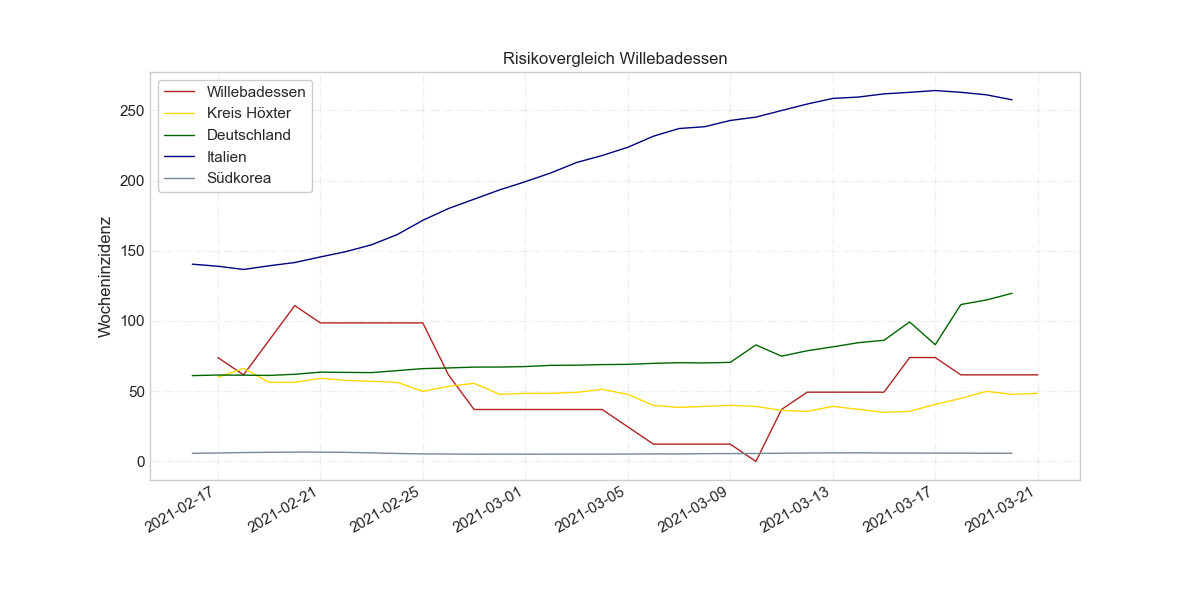 Risikovergleich Willebadessen
Willebadessen
Kreis Höxter
Deutschland
Italien
Südkorea
Wocheninzidenz
250
200
150
100
50
0
2021-02-17
2021-02-21
2021-02-25
2021-03-01
2021-03-05
2021-03-09
2021-03-13
2021-03-17
2021-03-21